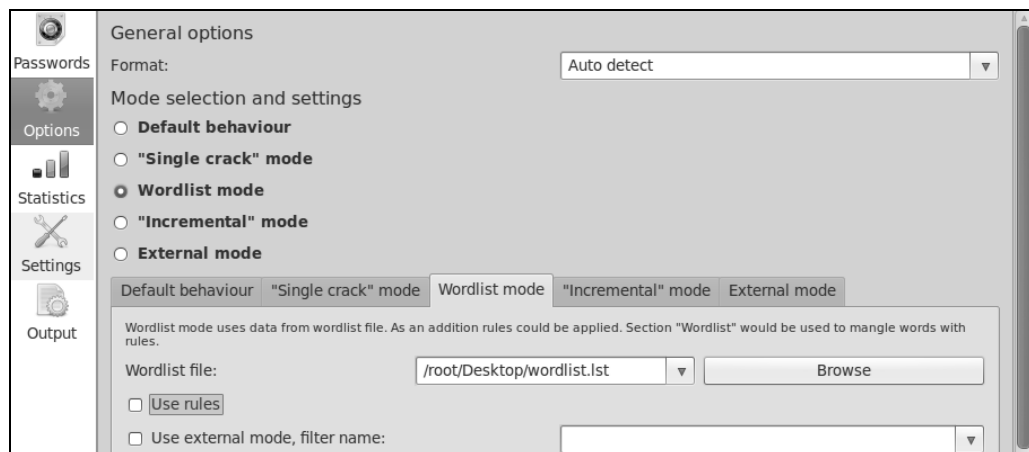 Passwords
Options
Statistics
Settings
Output
General options
Format: Auto detect
Mode selection and settings
Default behaviour
"Single crack" mode
Wordlist mode
"Incremental" mode
External mode
Default behaviour "Single crack" mode Wordlist mode "Incremental" mode External mode
Wordlist mode uses data from wordlist file. As an addition rules could be applied. Section "Wordlist" would be used to mangle words with
rules.
Wordlist file: /root/Desktop/wordlist.lst Browse
Use rules
Use external mode, filter name: